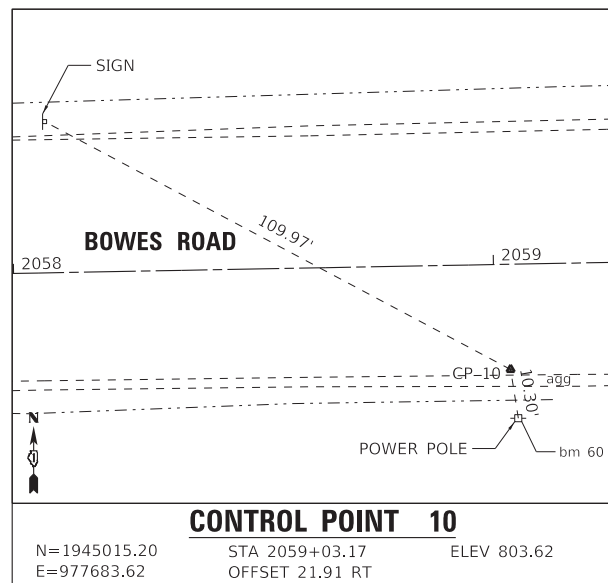 SIGN
109.97'
BOWES ROAD
2058
2059
CP-10
10.30'
agg
N
POWER POLE
bm 60
CONTROL POINT 10
N=1945015.20 STA 2059+03.17 ELEV 803.62
E=977683.62 OFFSET 21.91 RT